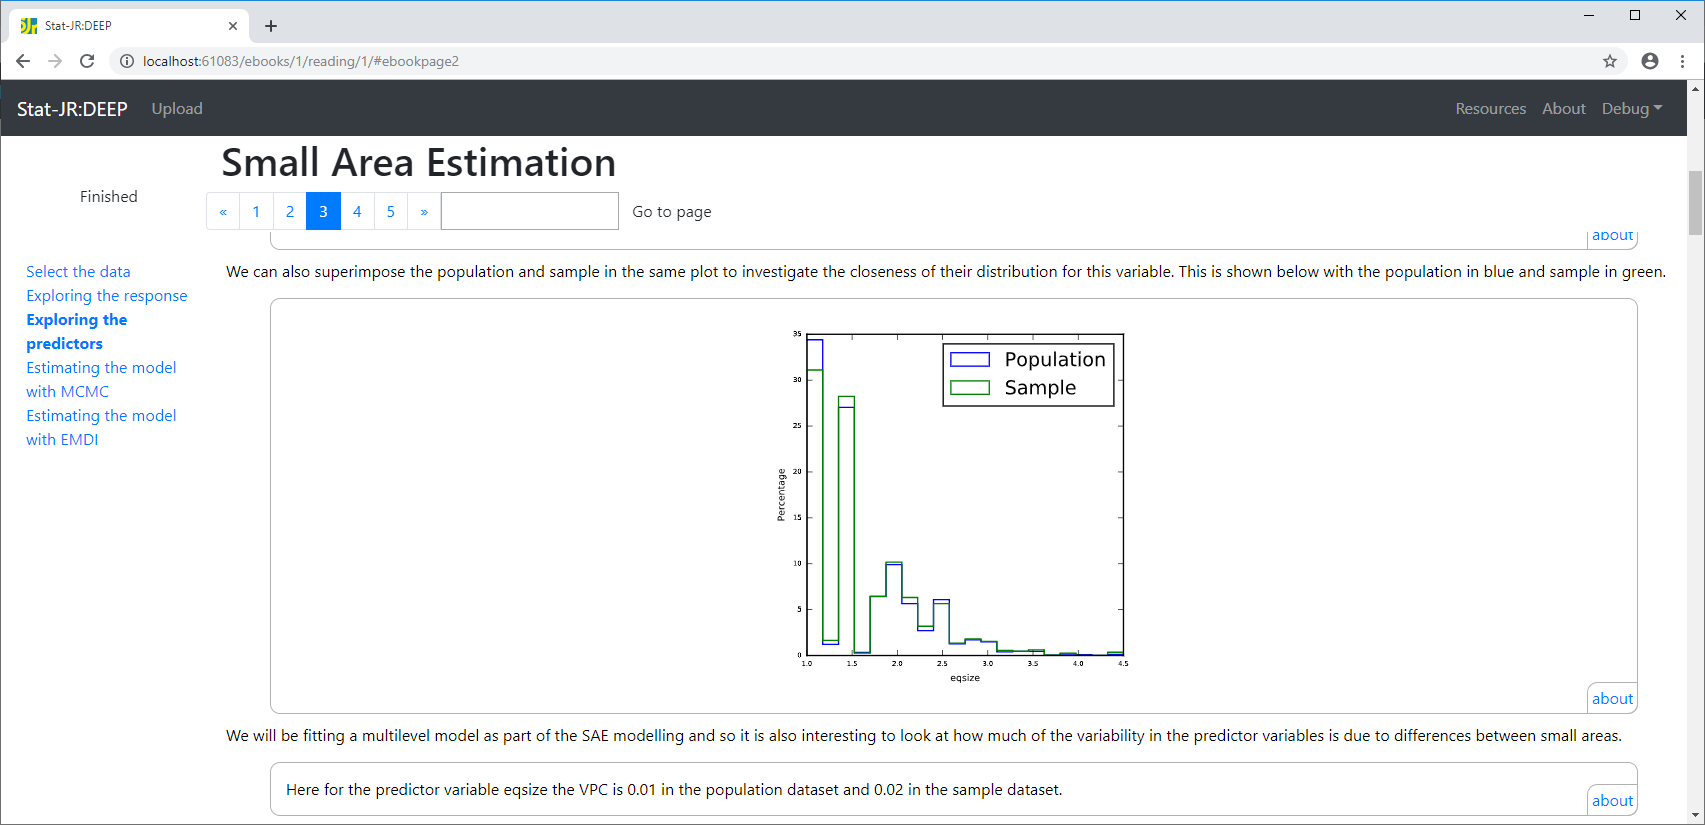 Stat-JR:DEEP
localhost:61083/ebooks/1/reading/1/#ebookpage2
Stat-JR:DEEP Upload Resources About Debug
Small Area Estimation
Finished
« 1 2 3 4 5 » Go to page
about
Select the data
Exploring the response
Exploring the
predictors
Estimating the model
with MCMC
Estimating the model
with EMDI
We can also superimpose the population and sample in the same plot to investigate the closeness of their distribution for this variable. This is shown below with the population in blue and sample in green.
Population
Sample
35
30
25
20
15
10
5
0
Percentage
1.0 1.5 2.0 2.5 3.0 3.5 4.0 4.5
eqsize
about
We will be fitting a multilevel model as part of the SAE modelling and so it is also interesting to look at how much of the variability in the predictor variables is due to differences between small areas.
Here for the predictor variable eqsize the VPC is 0.01 in the population dataset and 0.02 in the sample dataset.
about